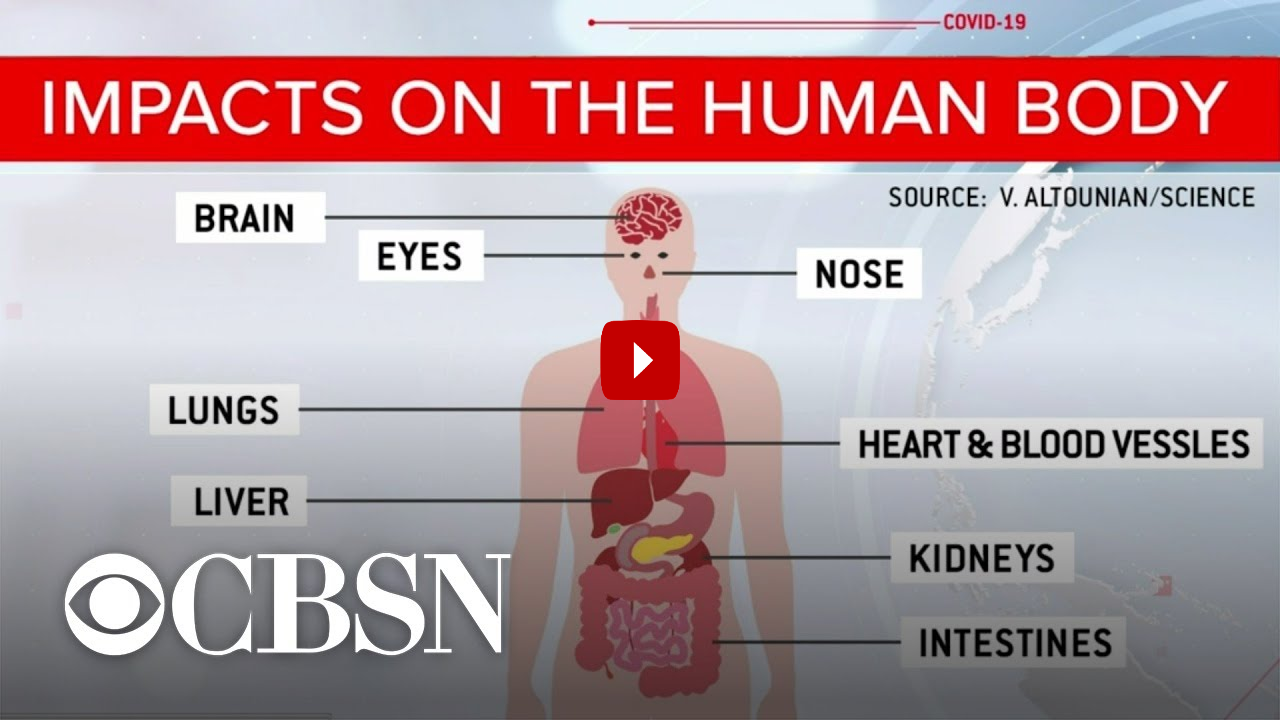 COVID-19
IMPACTS ON THE HUMAN BODY
SOURCE: V. ALTOUNIAN/SCIENCE
BRAIN
EYES
NOSE
LUNGS
HEART & BLOOD VESSLES
LIVER
KIDNEYS
INTESTINES
CBSN